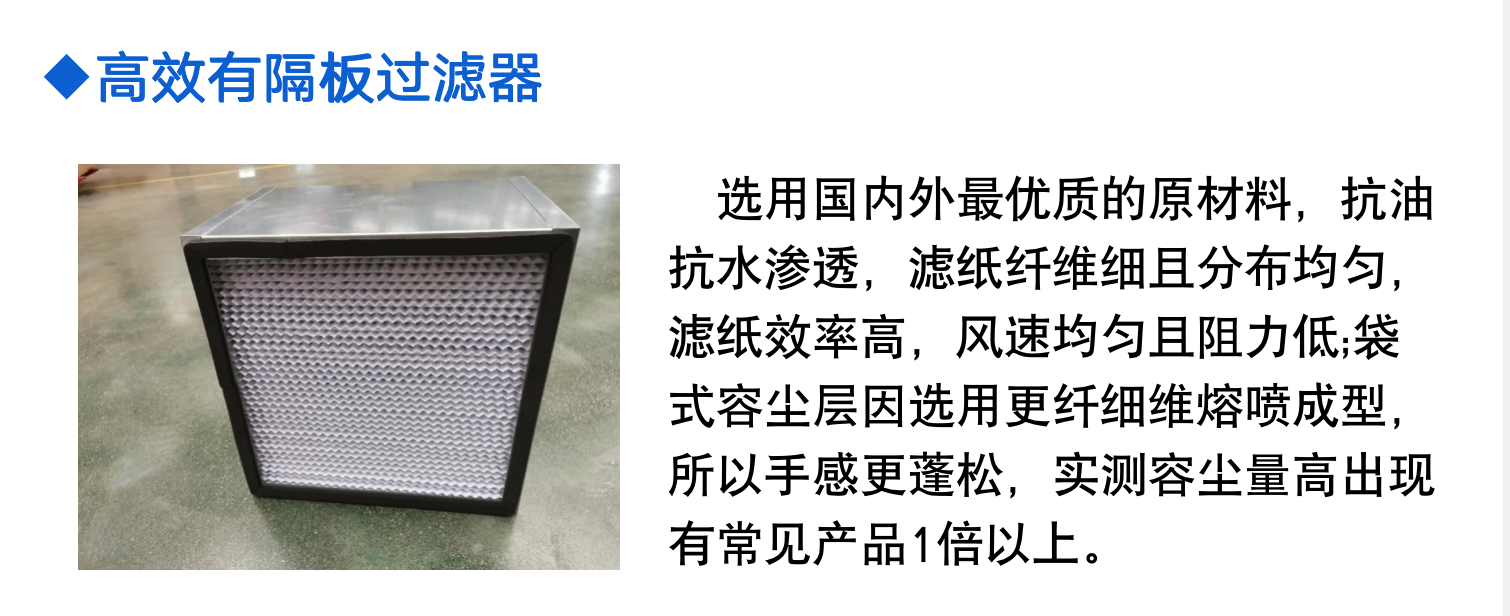 ◆高效有隔板过滤器
选用国内外最优质的原材料，抗油
抗水渗透，滤纸纤维细且分布均匀，
滤纸效率高，风速均匀且阻力低;袋
式容尘层因选用更纤细维熔喷成型，
所以手感更蓬松，实测容尘量高出现
有常见产品1倍以上。